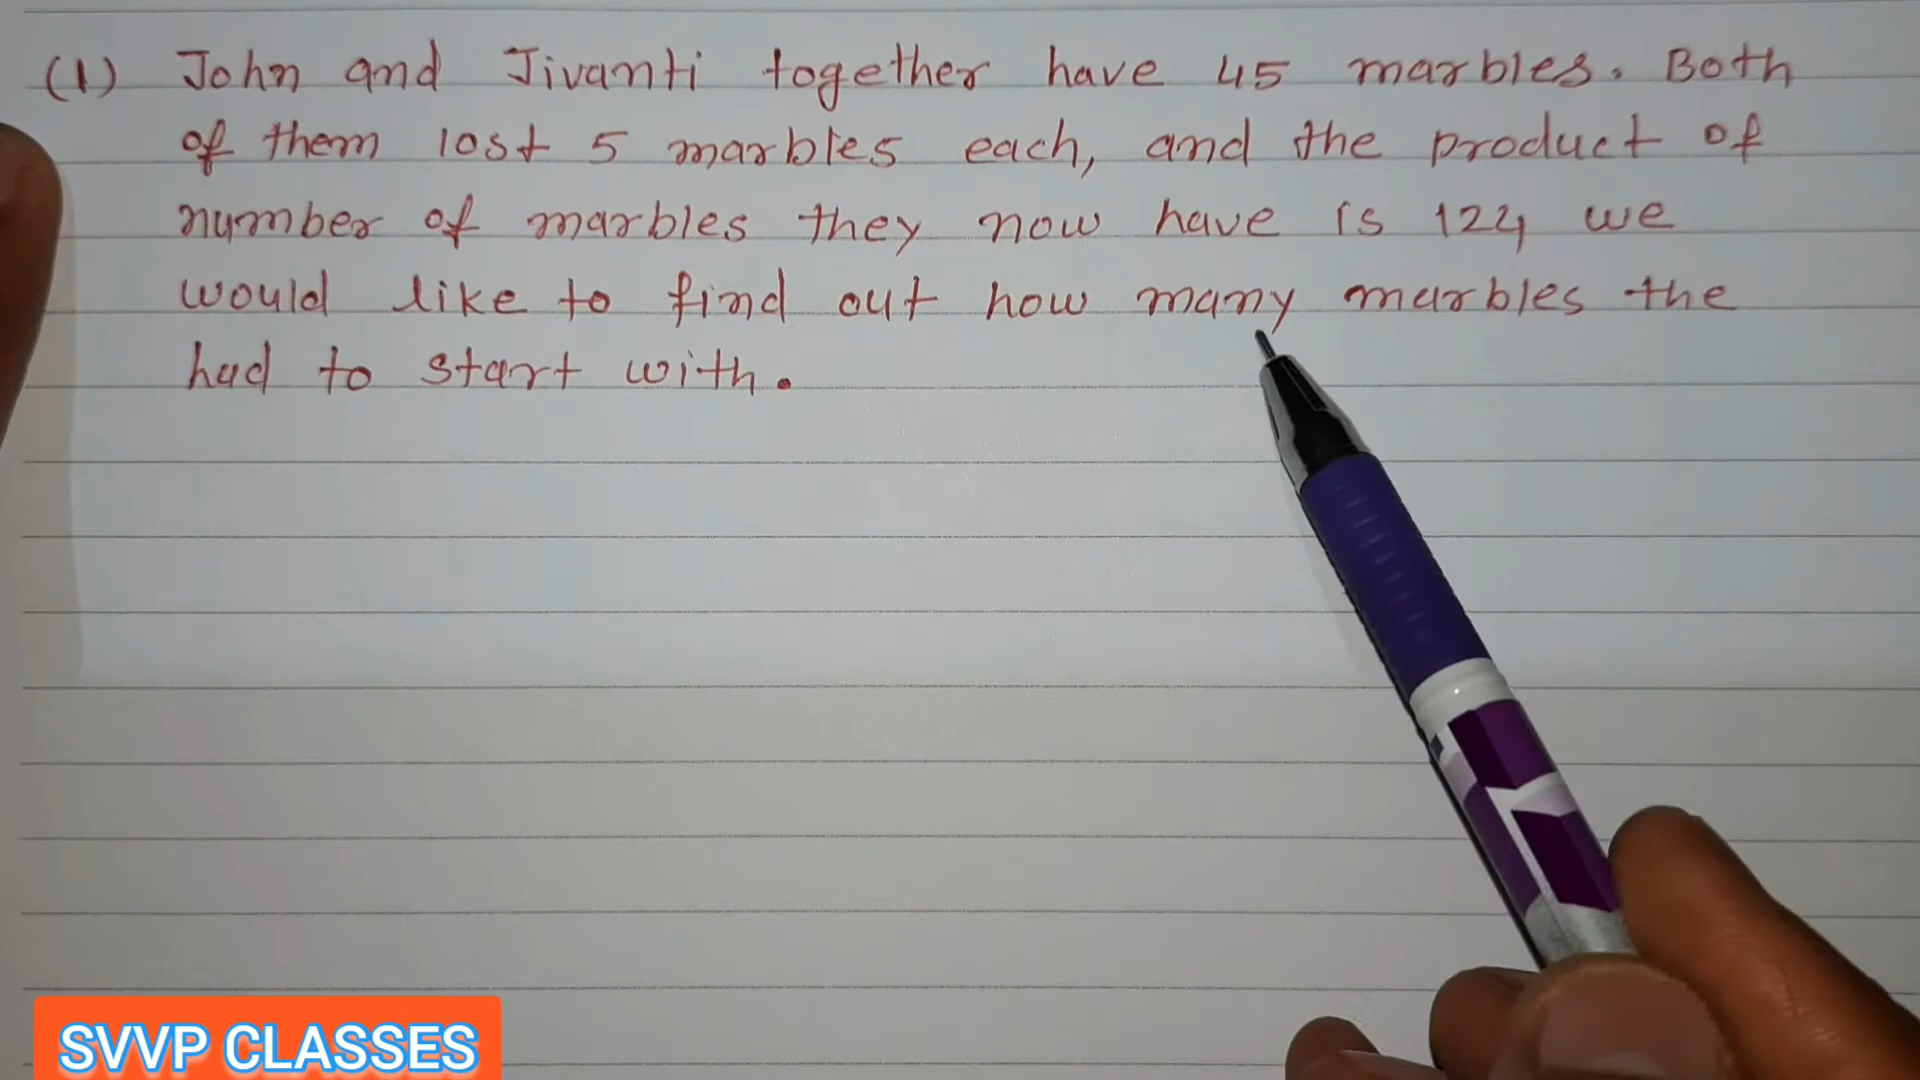 (1) John and Jivanti together have 45 marbles. Both
of them lost 5 marbles each, and the product of
number of marbles they now have is 124 we
would like to find out how many marbles the
had to start with.
SVVP CLASSES